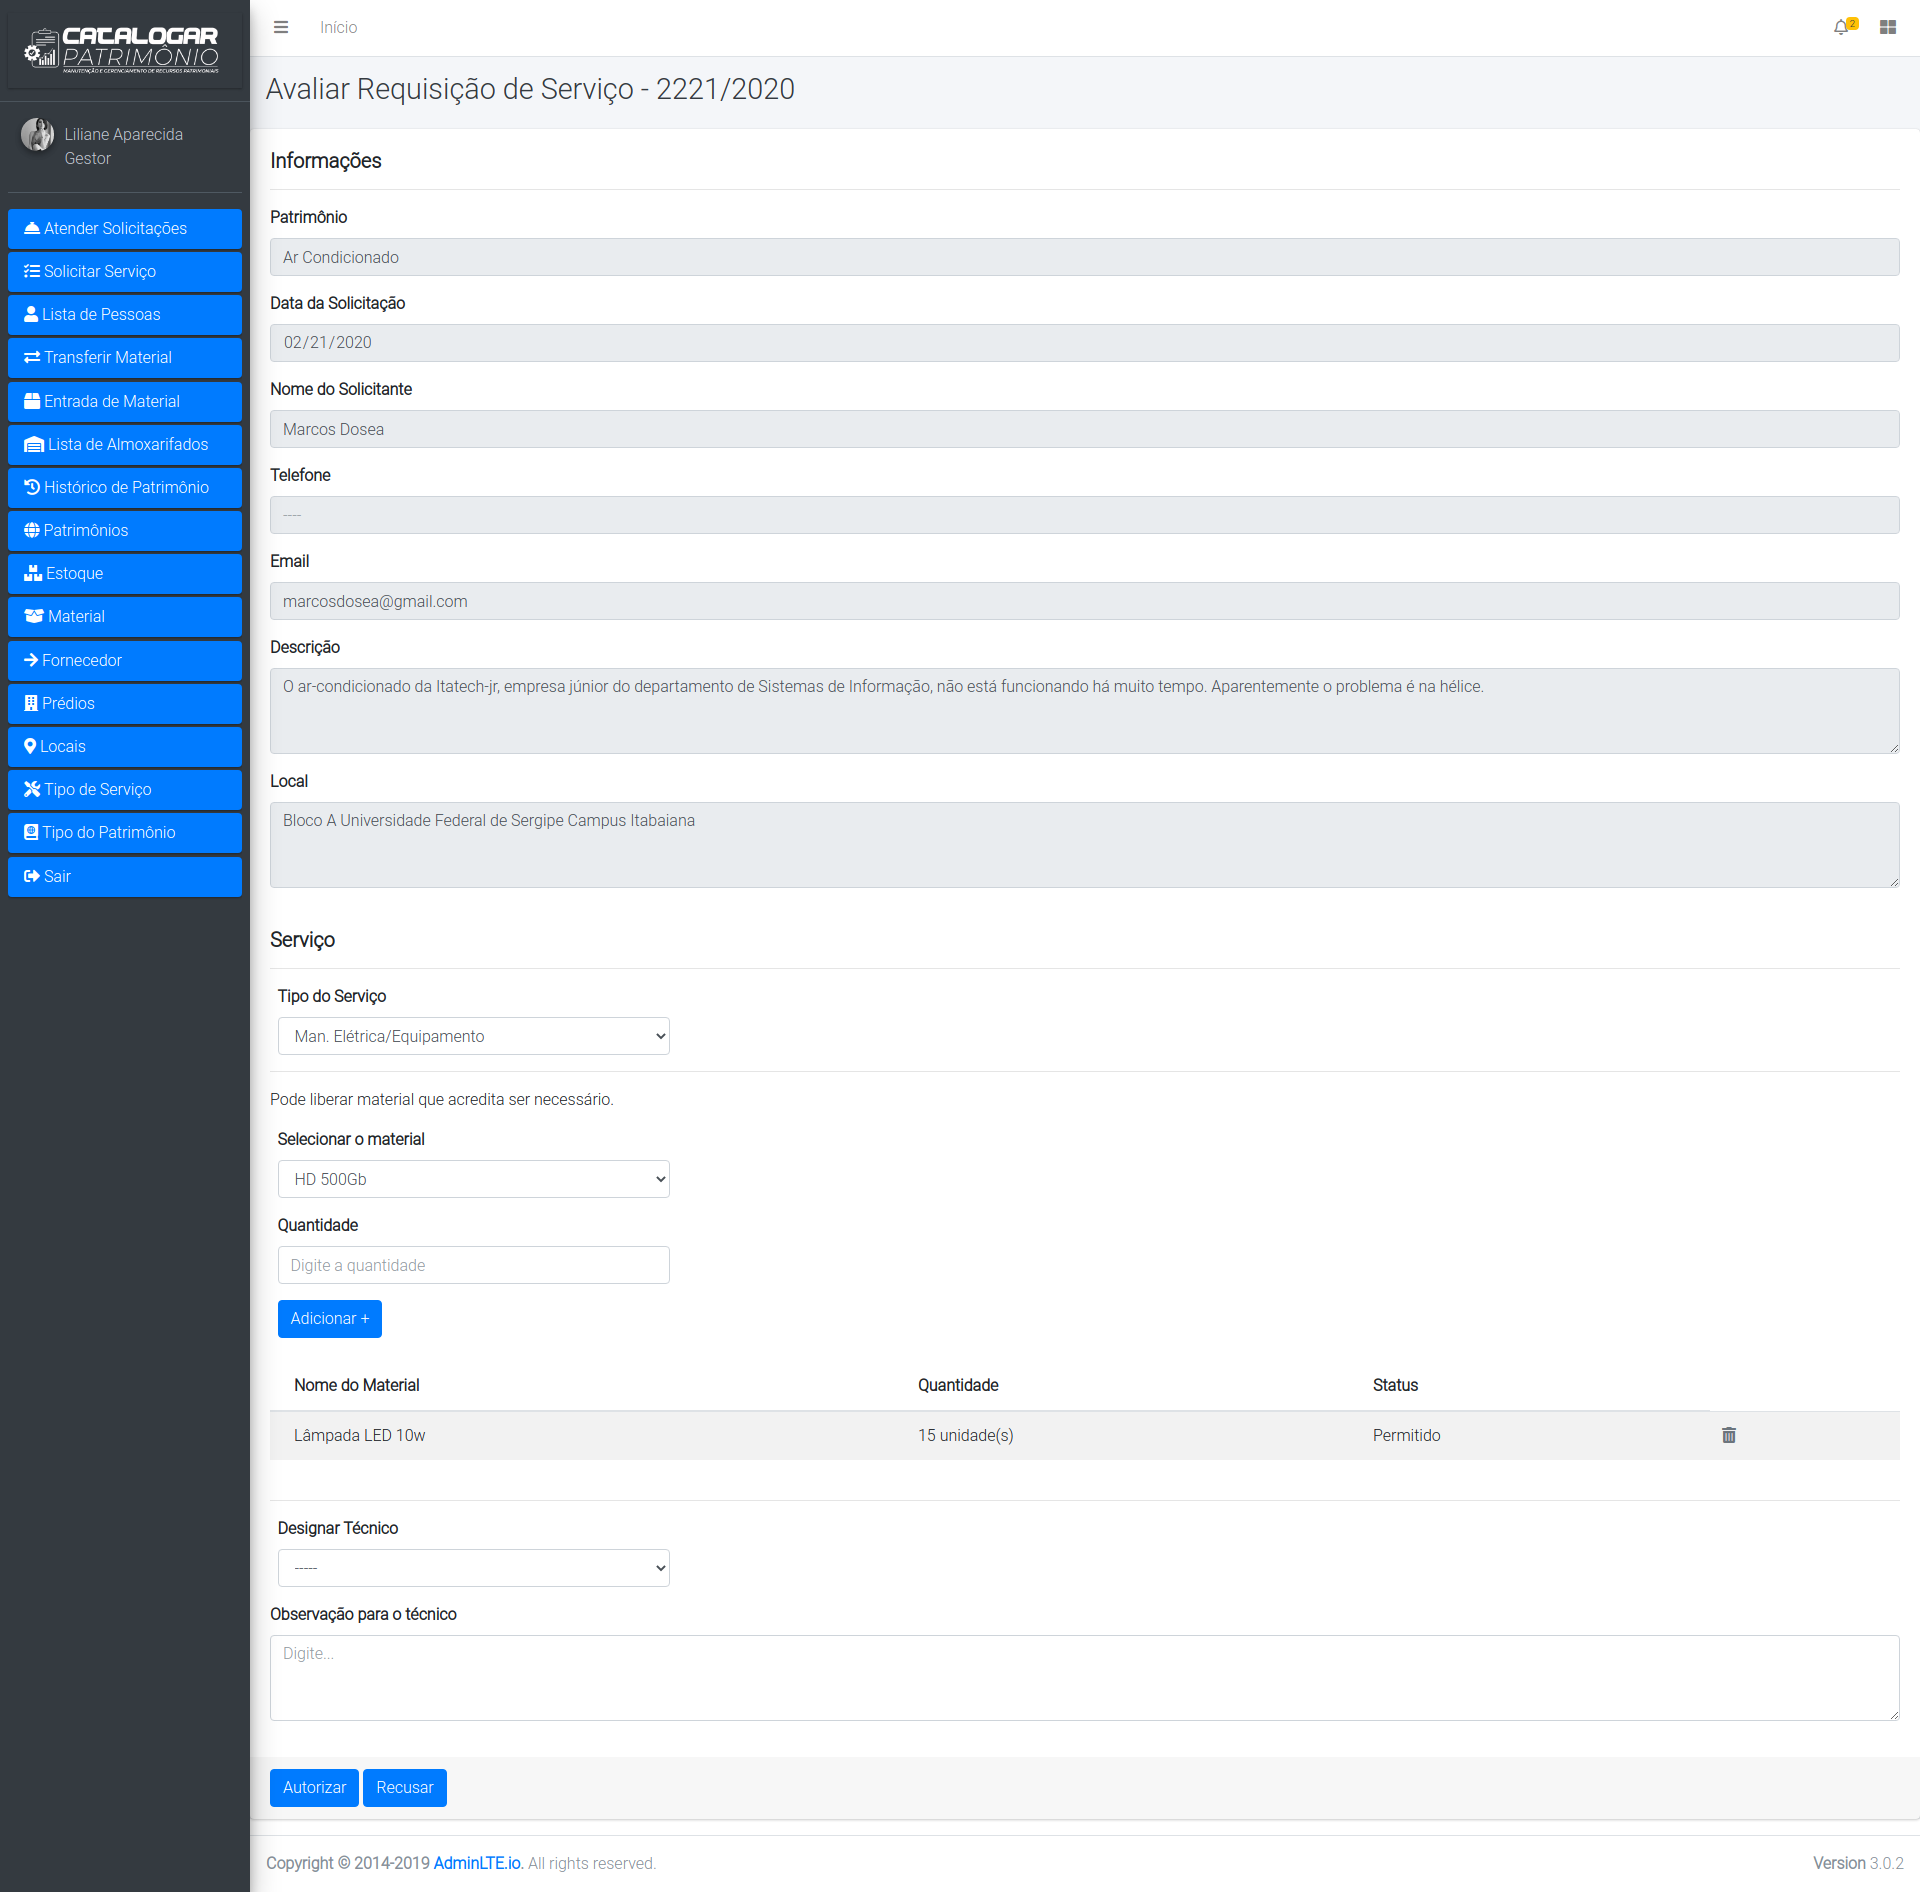 CATALOGAR
PATRIMÔNIO
MANUTENÇÃO E GERENCIAMENTO DE RECURSOS PATRIMONIAIS
Liliane Aparecida
Gestor
Atender Solicitações
Solicitar Serviço
Lista de Pessoas
Transferir Material
Entrada de Material
Lista de Almoxarifados
Histórico de Patrimônio
Patrimônios
Estoque
Material
Fornecedor
Prédios
Locais
Tipo de Serviço
Tipo do Patrimônio
Sair
Início
2
Avaliar Requisição de Serviço - 2221/2020
Informações
Patrimônio
Ar Condicionado
Data da Solicitação
02/21/2020
Nome do Solicitante
Marcos Dosea
Telefone
----
Email
marcosdosea@gmail.com
Descrição
O ar-condicionado da Itatech-jr, empresa júnior do departamento de Sistemas de Informação, não está funcionando há muito tempo. Aparentemente o problema é na hélice.
Local
Bloco A Universidade Federal de Sergipe Campus Itabaiana
Serviço
Tipo do Serviço
Man. Elétrica/Equipamento
Pode liberar material que acredita ser necessário.
Selecionar o material
HD 500Gb
Quantidade
Digite a quantidade
Adicionar +
Nome do Material Quantidade Status
Lâmpada LED 10w 15 unidade(s) Permitido
Designar Técnico
-----
Observação para o técnico
Digite...
Autorizar Recusar
Copyright © 2014-2019 AdminLTE.io. All rights reserved. Version 3.0.2